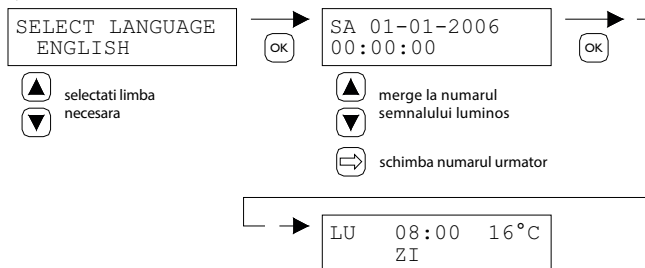 SELECT LANGUAGE
ENGLISH
OK
SA 01-01-2006
00:00:00
OK
selectati limba
necesara
merge la numarul
semnalului luminos
schimba numarul urmator
LU 08:00 16°C
ZI